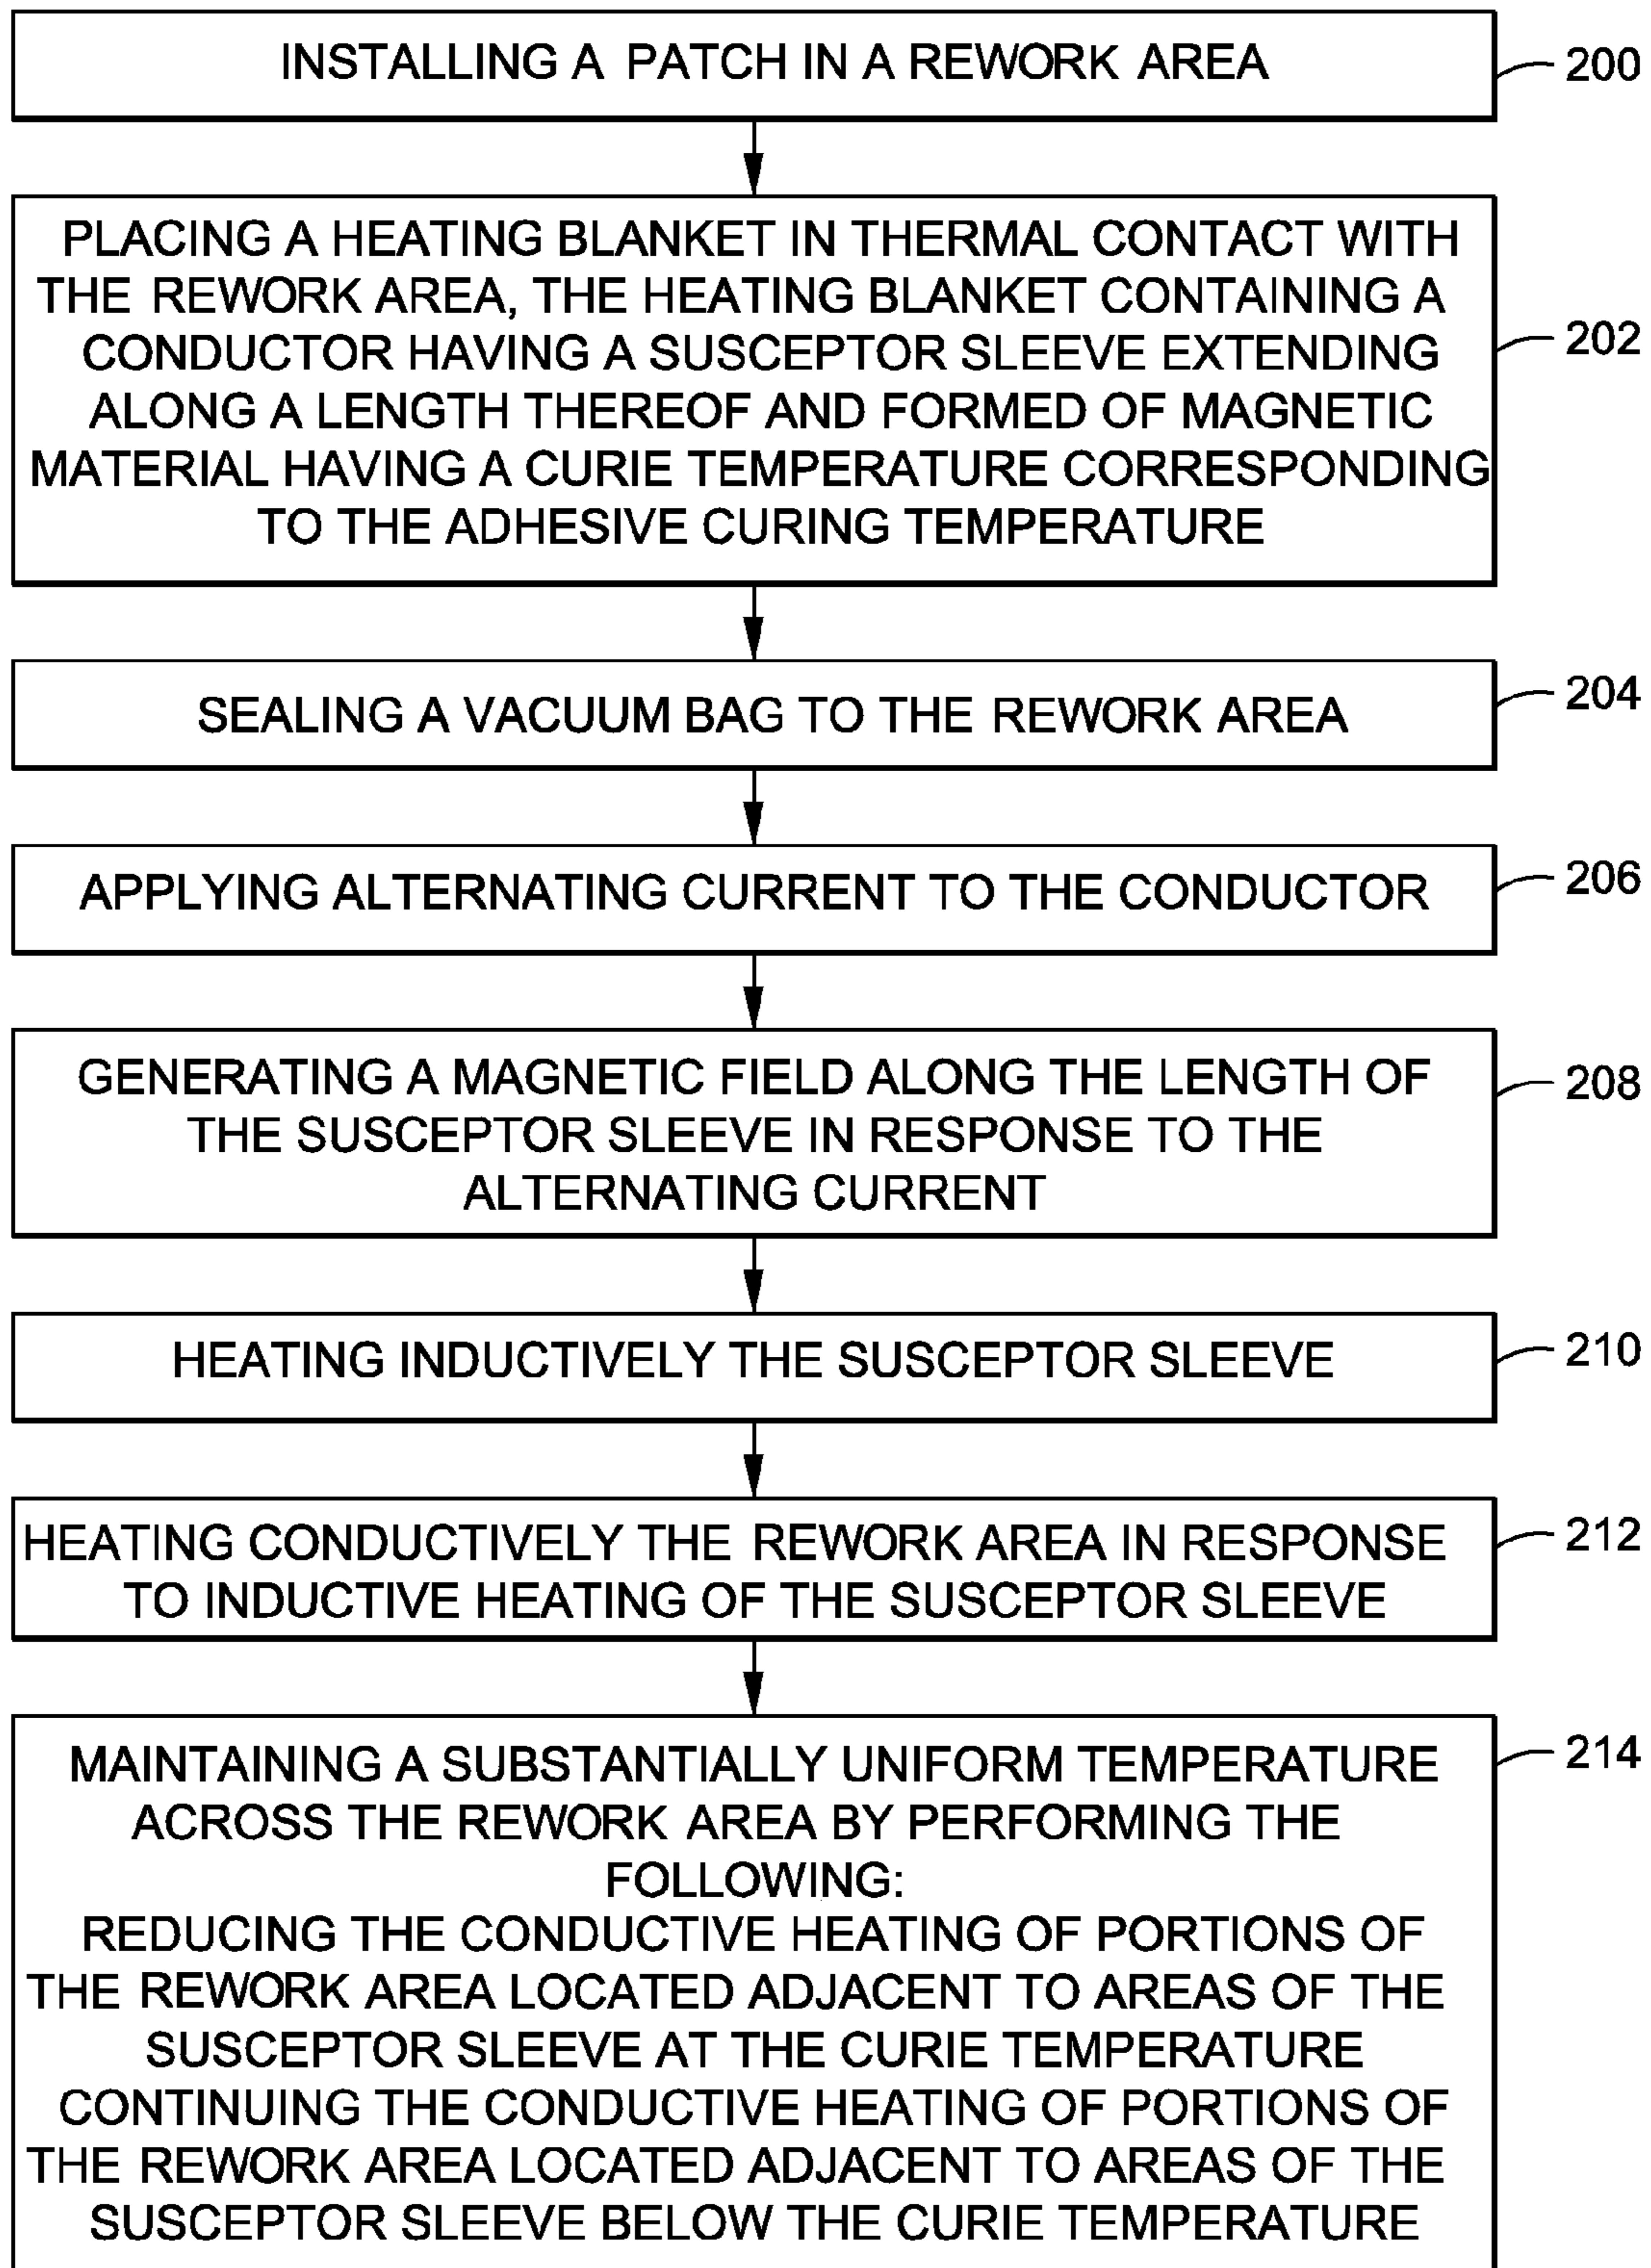 INSTALLING A PATCH IN A REWORK AREA
200
PLACING A HEATING BLANKET IN THERMAL CONTACT WITH
THE REWORK AREA, THE HEATING BLANKET CONTAINING A
CONDUCTOR HAVING A SUSCEPTOR SLEEVE EXTENDING
ALONG A LENGTH THEREOF AND FORMED OF MAGNETIC
MATERIAL HAVING A CURIE TEMPERATURE CORRESPONDING
TO THE ADHESIVE CURING TEMPERATURE
202
SEALING A VACUUM BAG TO THE REWORK AREA
204
APPLYING ALTERNATING CURRENT TO THE CONDUCTOR
206
GENERATING A MAGNETIC FIELD ALONG THE LENGTH OF
THE SUSCEPTOR SLEEVE IN RESPONSE TO THE
ALTERNATING CURRENT
208
HEATING INDUCTIVELY THE SUSCEPTOR SLEEVE
210
HEATING CONDUCTIVELY THE REWORK AREA IN RESPONSE
TO INDUCTIVE HEATING OF THE SUSCEPTOR SLEEVE
212
MAINTAINING A SUBSTANTIALLY UNIFORM TEMPERATURE
ACROSS THE REWORK AREA BY PERFORMING THE
FOLLOWING:
REDUCING THE CONDUCTIVE HEATING OF PORTIONS OF
THE REWORK AREA LOCATED ADJACENT TO AREAS OF THE
SUSCEPTOR SLEEVE AT THE CURIE TEMPERATURE
CONTINUING THE CONDUCTIVE HEATING OF PORTIONS OF
THE REWORK AREA LOCATED ADJACENT TO AREAS OF THE
SUSCEPTOR SLEEVE BELOW THE CURIE TEMPERATURE
214